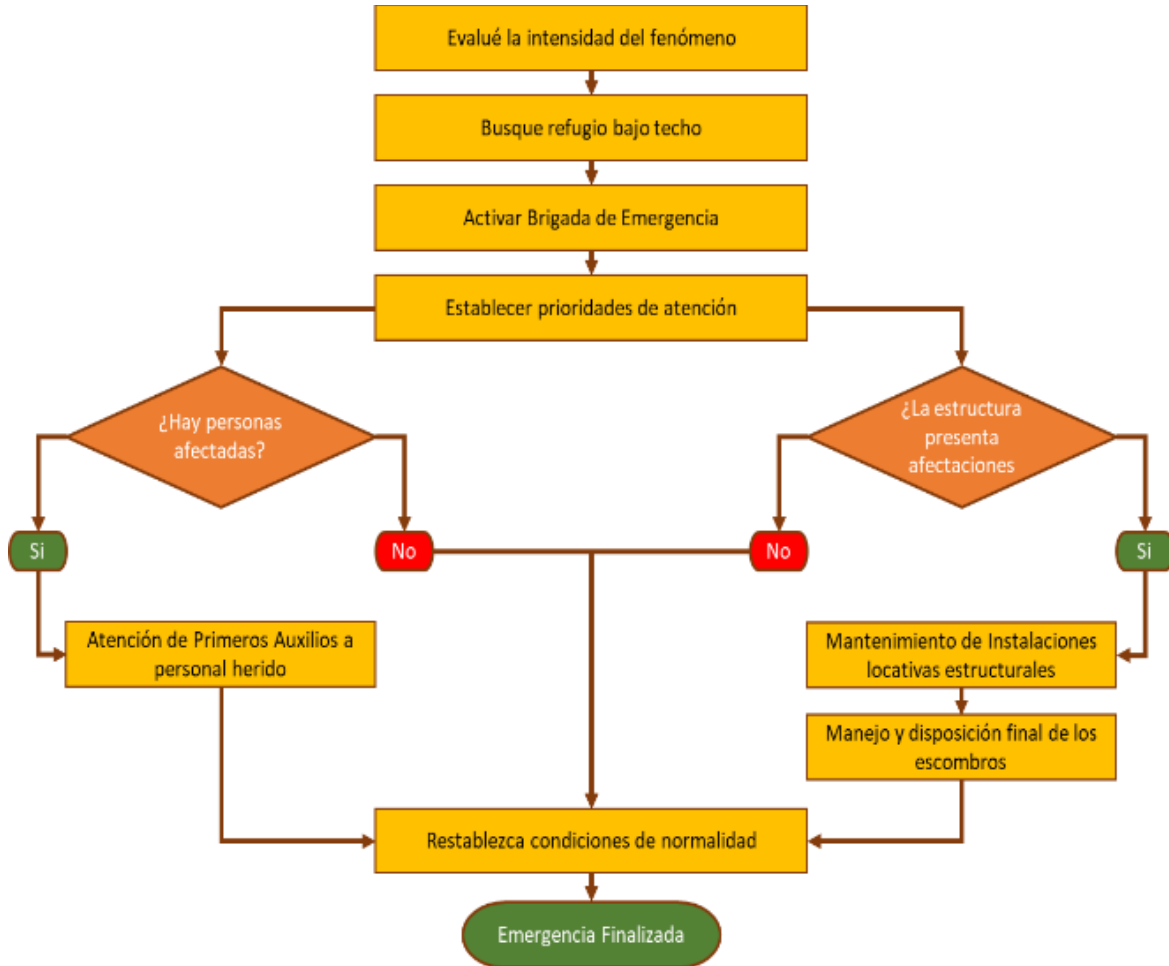 Evalué la intensidad del fenómeno
Busque refugio bajo techo
Activar Brigada de Emergencia
Establecer prioridades de atención
¿Hay personas
afectadas?
¿La estructura
presenta
afectaciones
Si
No
No
Si
Atención de Primeros Auxilios a
personal herido
Mantenimiento de Instalaciones
locativas estructurales
Manejo y disposición final de los
escombros
Restablezca condiciones de normalidad
Emergencia Finalizada